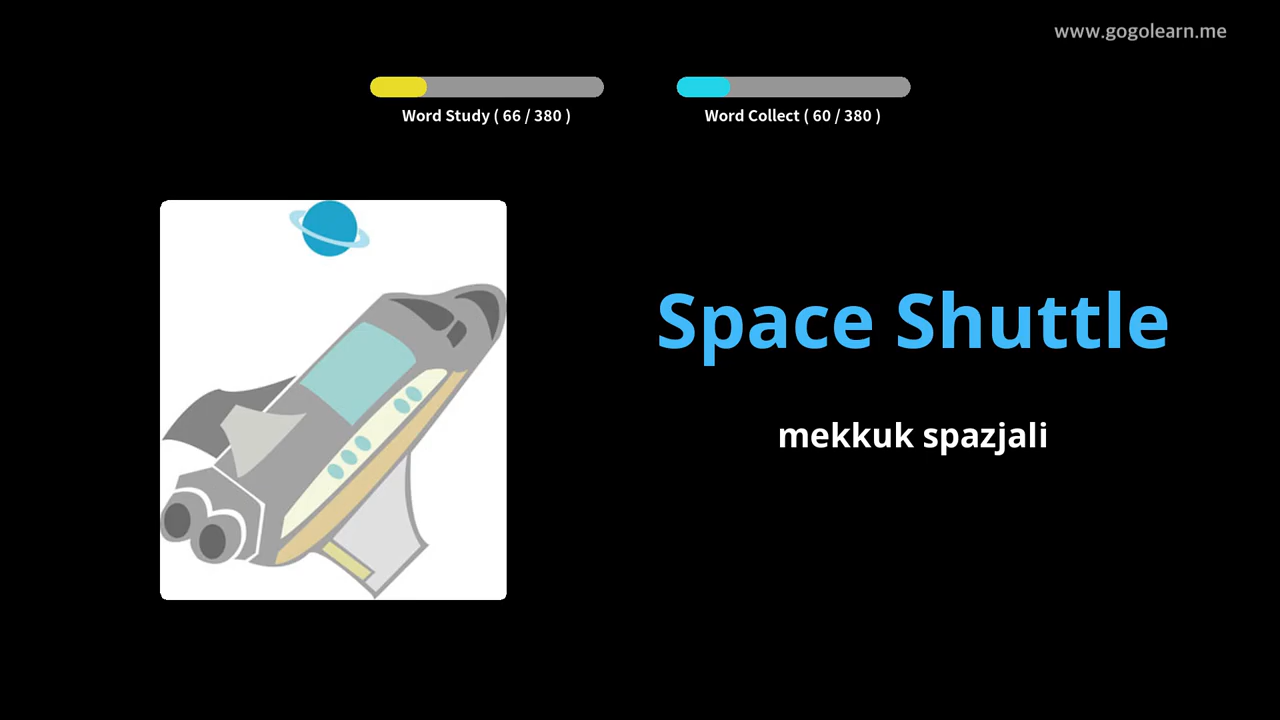 www.gogolearn.me
Word Study ( 66 / 380 )
Word Collect ( 60 / 380 )
Space Shuttle
mekkuk spazjali